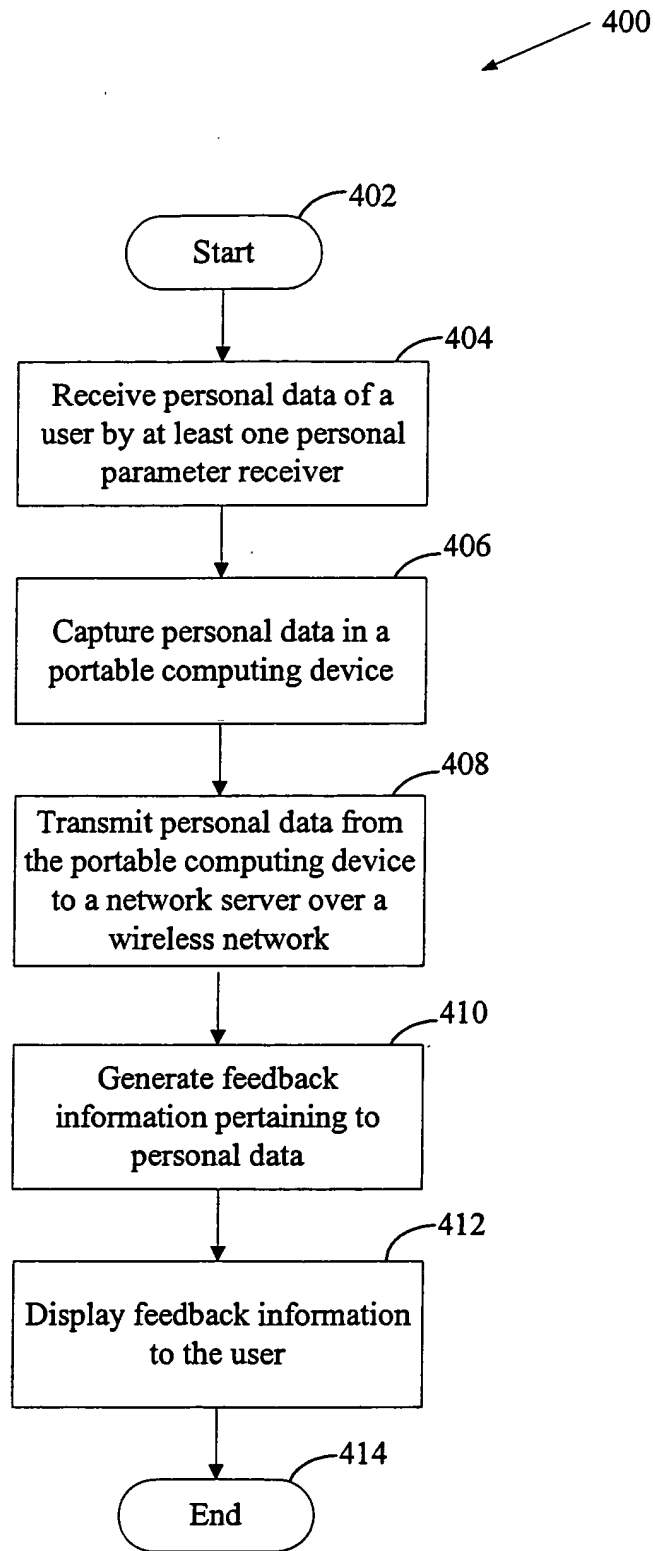 400
402
Start
404
Receive personal data of a
user by at least one personal
parameter receiver
406
Capture personal data in a
portable computing device
408
Transmit personal data from
the portable computing device
to a network server over a
wireless network
410
Generate feedback
information pertaining to
personal data
412
Display feedback information
to the user
414
End